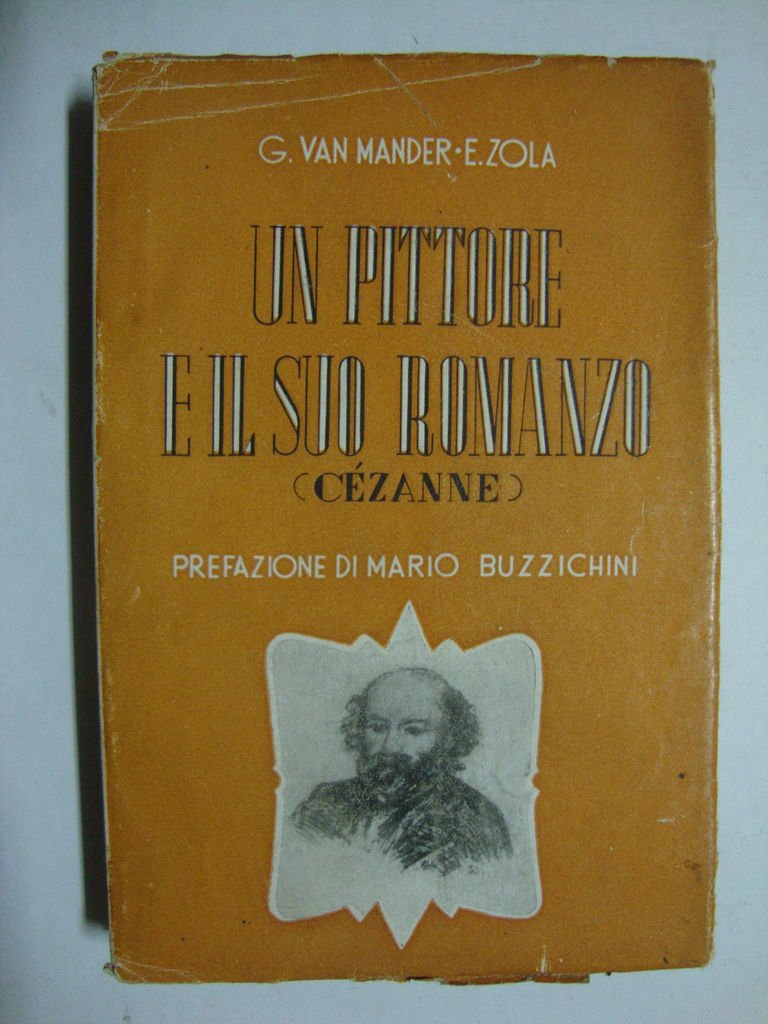 G. VAN MANDER • E. ZOLA
UN PITTORE
E IL SUO ROMANZO
(CÉZANNE)
PREFAZIONE DI MARIO BUZZICHINI